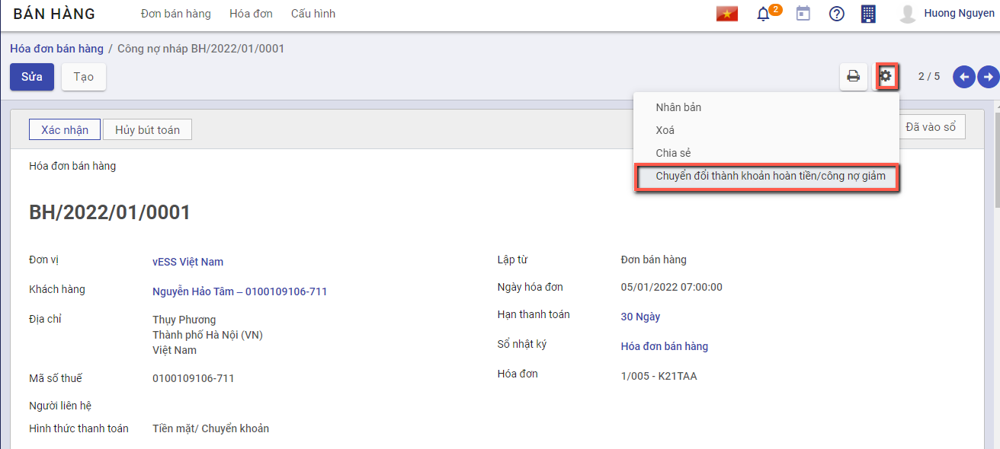 BÁN HÀNG Đơn bán hàng Hóa đơn Cấu hình 2 Huong Nguyen
Hóa đơn bán hàng / Công nợ nháp BH/2022/01/0001
Sửa Tạo 2 / 5
Nhân bản
Xoá
Chia sẻ
Chuyển đổi thành khoản hoàn tiền/công nợ giảm
Xác nhận Hủy bút toán Đã vào sổ
Hóa đơn bán hàng
BH/2022/01/0001
Đơn vị vESS Việt Nam
Khách hàng Nguyễn Hảo Tâm – 0100109106-711
Địa chỉ Thụy Phương
Thành phố Hà Nội (VN)
Việt Nam
Mã số thuế 0100109106-711
Người liên hệ
Hình thức thanh toán Tiền mặt/ Chuyển khoản
Lập từ Đơn bán hàng
Ngày hóa đơn 05/01/2022 07:00:00
Hạn thanh toán 30 Ngày
Sổ nhật ký Hóa đơn bán hàng
Hóa đơn 1/005 - K21TAA